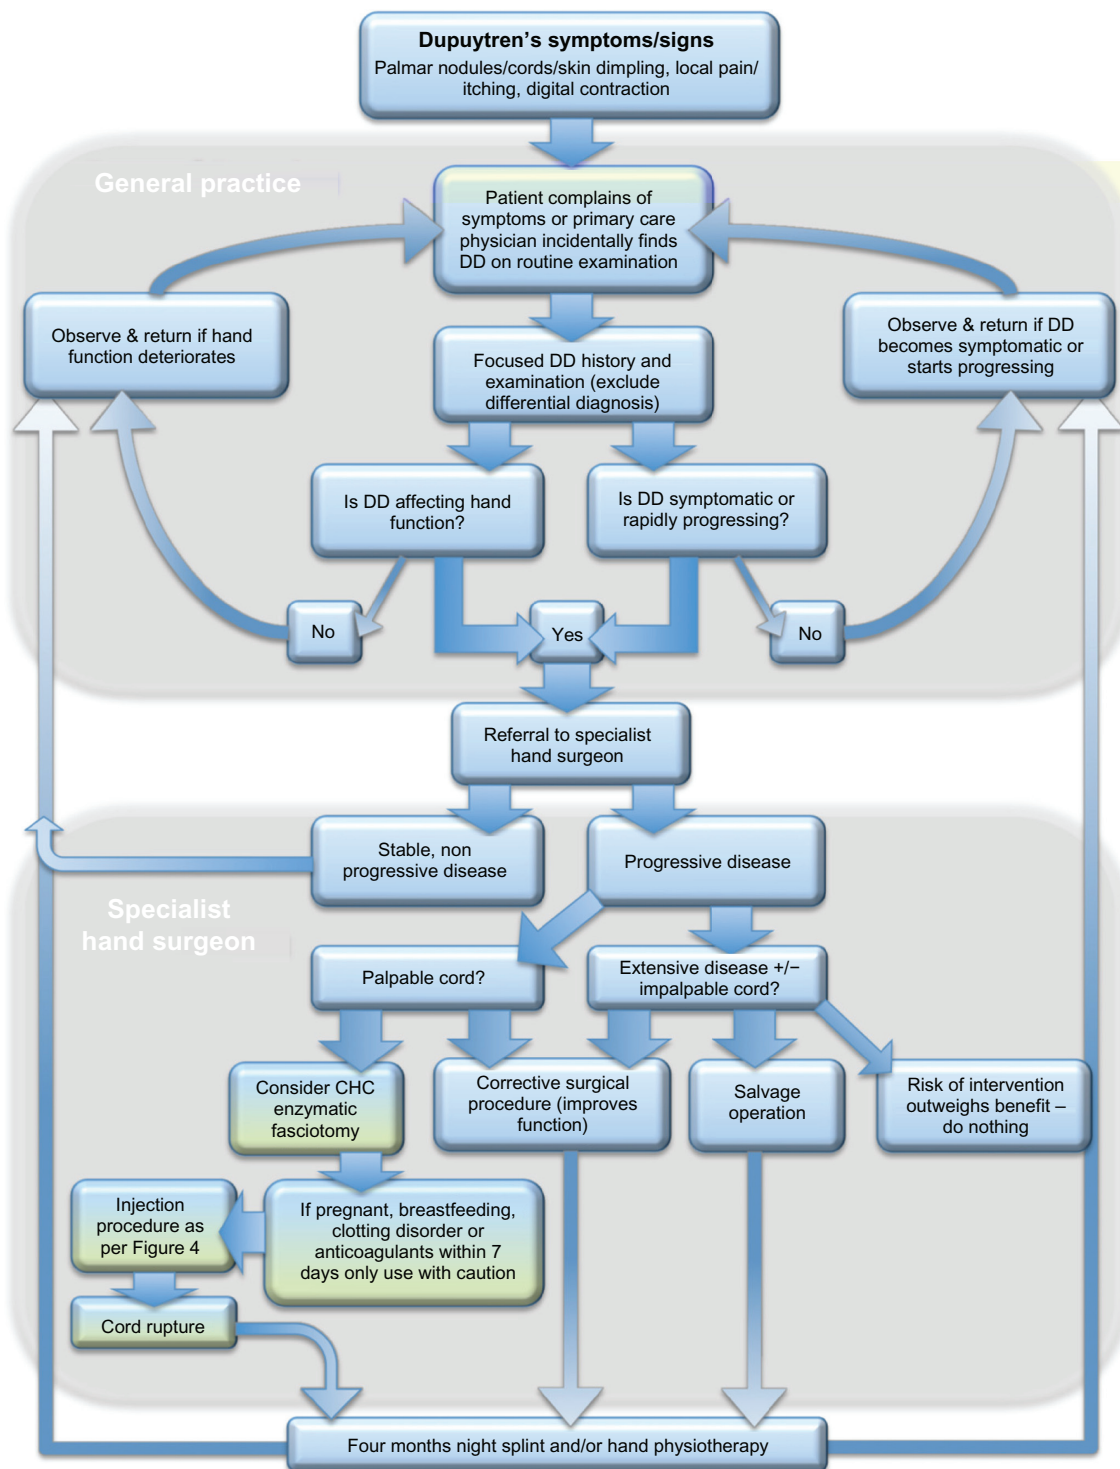 Dupuytren's symptoms/signs
Palmar nodules/cords/skin dimpling, local pain/
itching, digital contraction
General practice
Patient complains of
symptoms or primary care
physician incidentally finds
DD on routine examination
Observe & return if hand
function deteriorates
Observe & return if DD
becomes symptomatic or
starts progressing
Focused DD history and
examination (exclude
differential diagnosis)
Is DD affecting hand
function?
Is DD symptomatic or
rapidly progressing?
No
Yes
No
Referral to specialist
hand surgeon
Stable, non
progressive disease
Progressive disease
Specialist
hand surgeon
Palpable cord?
Extensive disease +/−
impalpable cord?
Consider CHC
enzymatic
fasciotomy
Corrective surgical
procedure (improves
function)
Salvage
operation
Risk of intervention
outweighs benefit –
do nothing
Injection
procedure as
per Figure 4
If pregnant, breastfeeding,
clotting disorder or
anticoagulants within 7
days only use with caution
Cord rupture
Four months night splint and/or hand physiotherapy